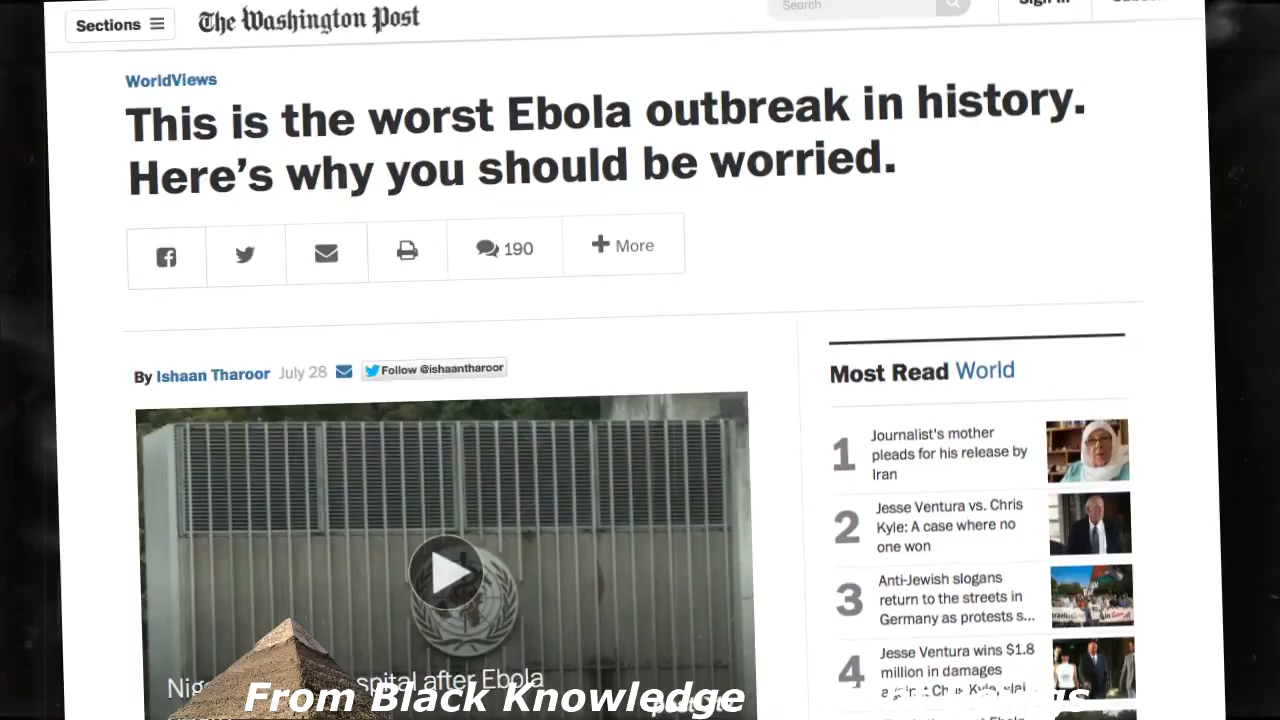 Sections
The Washington Post
Search
WorldViews
This is the worst Ebola outbreak in history.
Here's why you should be worried.
190
More
By Ishaan Tharoor July 28
Follow @ishaantharoor
Most Read World
1
Journalist's mother
pleads for his release by
Iran
2
Jesse Ventura vs. Chris
Kyle: A case where no
one won
3
Anti-Jewish slogans
return to the streets in
Germany as protests s...
4
Jesse Ventura wins $1.8
million in damages
after Ebola
From Black Knowledge